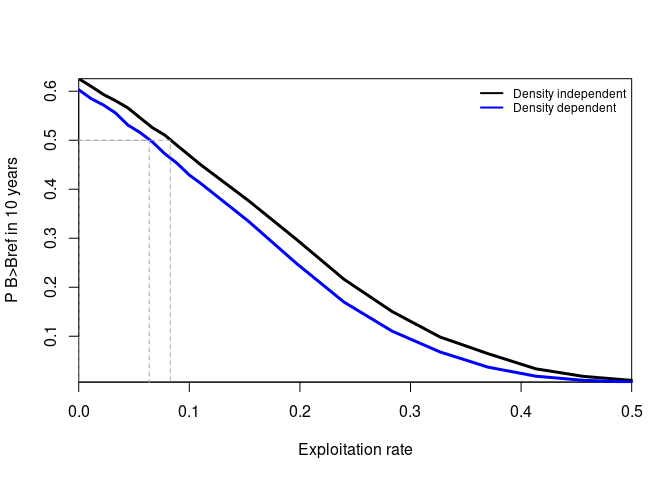 Density independent
Density dependent
P B>Bref in 10 years
0.6
0.5
0.4
0.3
0.2
0.1
0.0 0.1 0.2 0.3 0.4 0.5
Exploitation rate